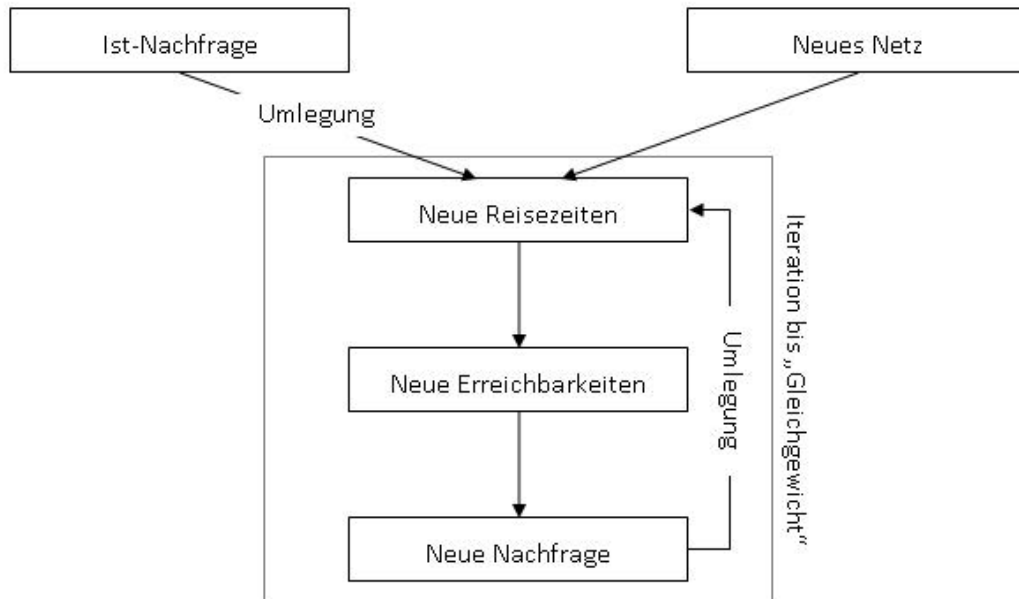 Ist-Nachfrage
Neues Netz
Umlegung
Neue Reisezeiten
Neue Erreichbarkeiten
Neue Nachfrage
Umlegung
Iteration bis „Gleichgewicht“